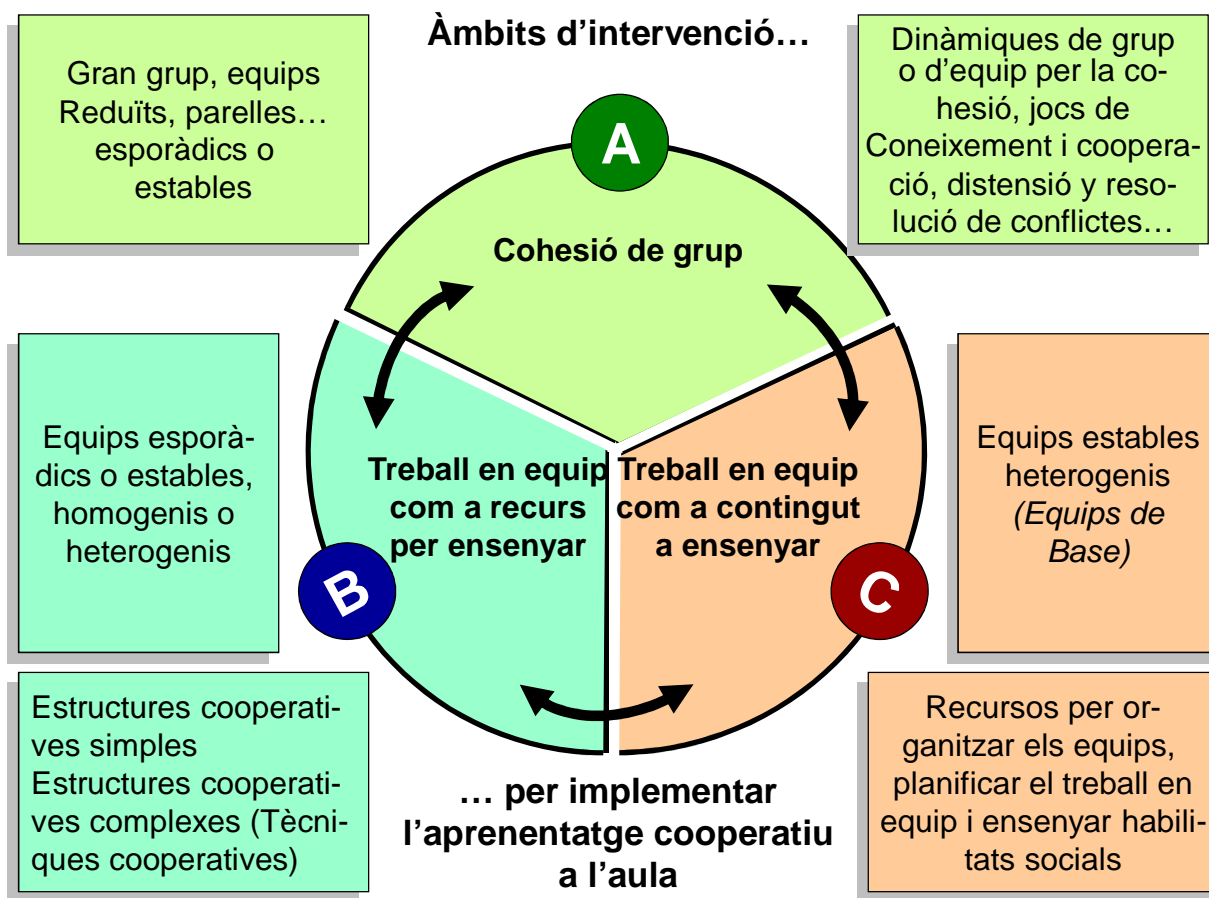 Àmbits d’intervenció…
Gran grup, equips
Reduïts, parelles…
esporàdics o
estables
Dinàmiques de grup
o d’equip per la co-
hesió, jocs de
Coneixement i coopera-
ció, distensió y reso-
lució de conflictes…
A
Cohesió de grup
Equips esporà-
dics o estables,
homogenis o
heterogenis
Treball en equip
com a recurs
per ensenyar
B
Treball en equip
com a contingut
a ensenyar
C
Equips estables
heterogenis
(Equips de
Base)
Estructures cooperati-
ves simples
Estructures cooperati-
ves complexes (Tècni-
ques cooperatives)
… per implementar
l’aprenentatge cooperatiu
a l’aula
Recursos per or-
ganitzar els equips,
planificar el treball en
equip i ensenyar habili-
tats socials